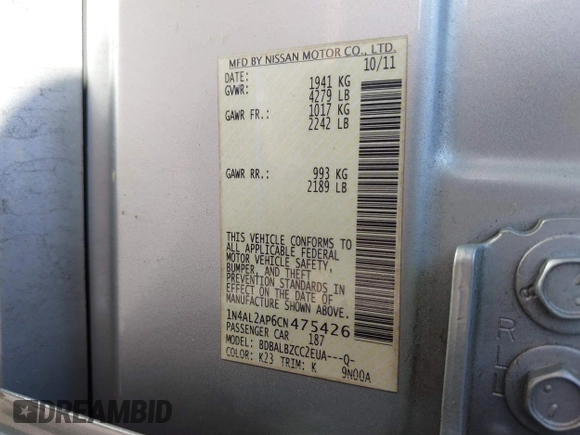 MFD BY NISSAN MOTOR CO., LTD.
DATE: 10/11
GVWR: 1941 KG
4279 LB
GAWR FR.: 1017 KG
2242 LB
GAWR RR.: 993 KG
2189 LB
THIS VEHICLE CONFORMS TO
ALL APPLICABLE FEDERAL
MOTOR VEHICLE SAFETY,
BUMPER, AND THEFT
PREVENTION STANDARDS IN
EFFECT ON THE DATE OF
MANUFACTURE SHOWN ABOVE.
1N4AL2AP6CN475426
PASSENGER CAR 187
MODEL: BDBALBZCC2EUA---Q-
COLOR: K23 TRIM: K 9N00A
RLH
DREAMBID